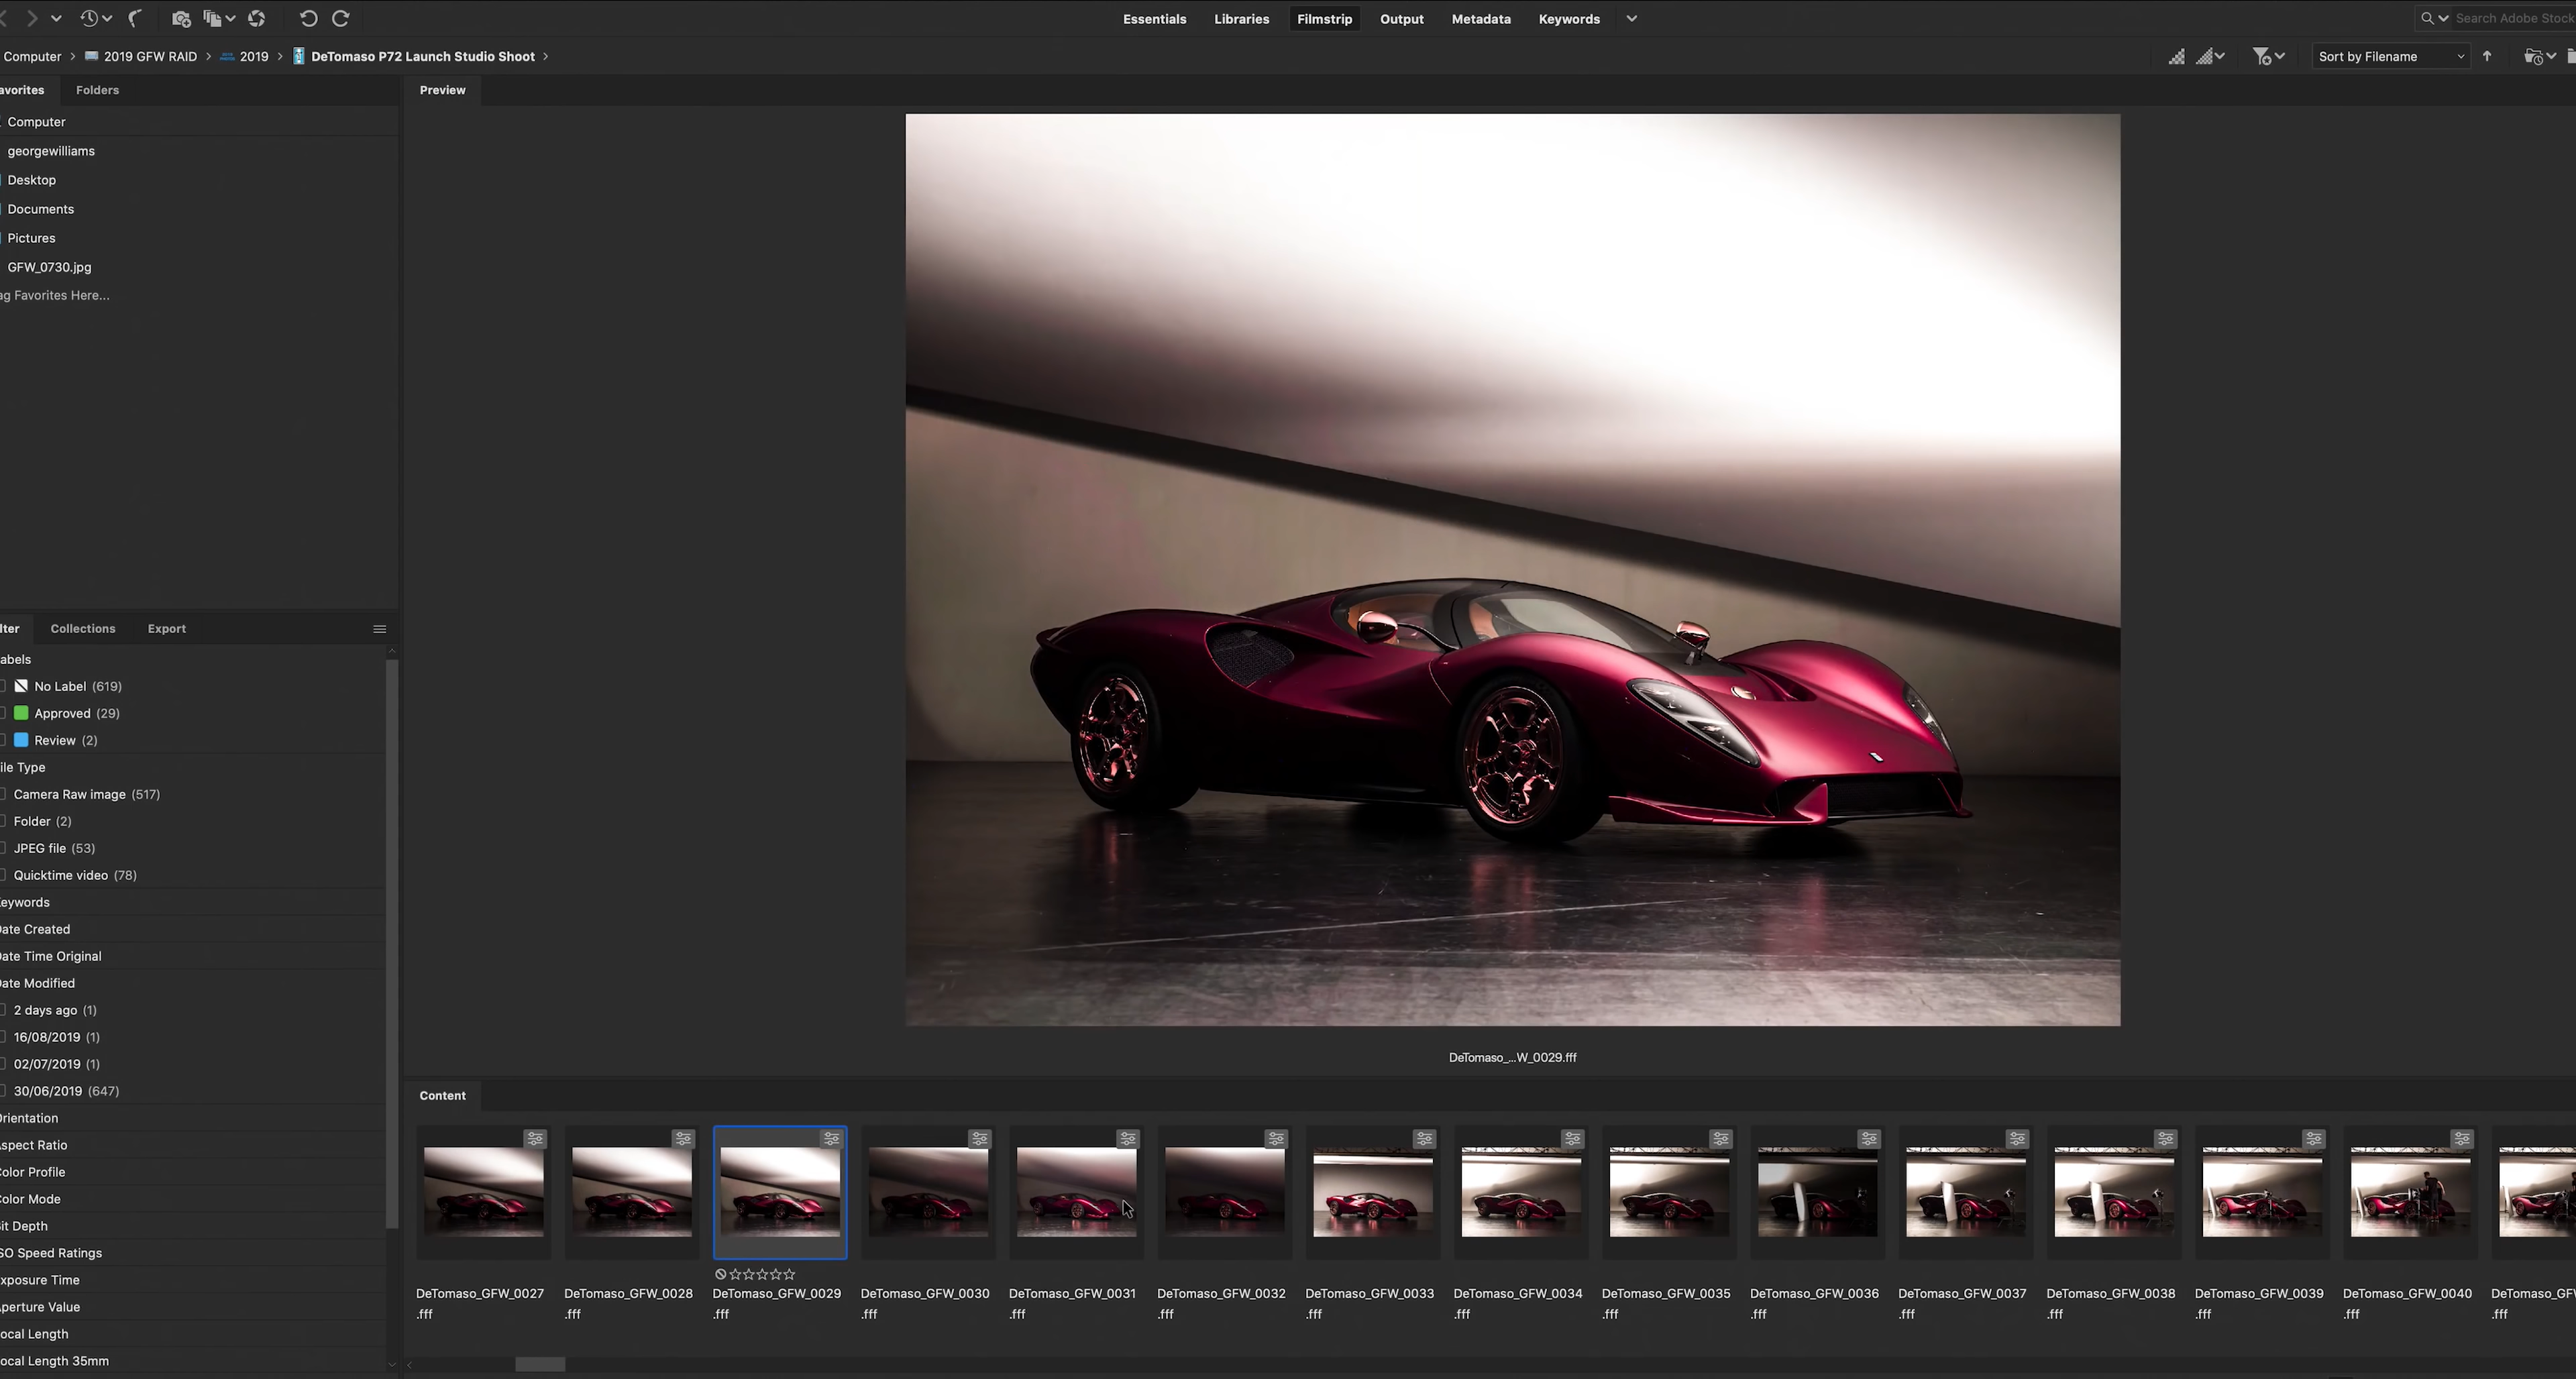 Essentials Libraries Filmstrip Output Metadata Keywords
Search Adobe Stock
Computer 2019 GFW RAID 2019 DeTomaso P72 Launch Studio Shoot
Sort by Filename
avorites Folders
Computer
georgewilliams
Desktop
Documents
Pictures
GFW_0730.jpg
ag Favorites Here...
Preview
DeTomaso_...W_0029.fff
lter Collections Export
abels
No Label (619)
Approved (29)
Review (2)
ile Type
Camera Raw image (517)
Folder (2)
JPEG file (53)
Quicktime video (78)
eywords
ate Created
ate Time Original
ate Modified
2 days ago (1)
16/08/2019 (1)
02/07/2019 (1)
30/06/2019 (647)
rientation
spect Ratio
olor Profile
olor Mode
it Depth
SO Speed Ratings
xposure Time
perture Value
ocal Length
ocal Length 35mm
Content
DeTomaso_GFW_0027
.fff
DeTomaso_GFW_0028
.fff
DeTomaso_GFW_0029
.fff
DeTomaso_GFW_0030
.fff
DeTomaso_GFW_0031
.fff
DeTomaso_GFW_0032
.fff
DeTomaso_GFW_0033
.fff
DeTomaso_GFW_0034
.fff
DeTomaso_GFW_0035
.fff
DeTomaso_GFW_0036
.fff
DeTomaso_GFW_0037
.fff
DeTomaso_GFW_0038
.fff
DeTomaso_GFW_0039
.fff
DeTomaso_GFW_0040
.fff
DeTomaso_GFW
.fff